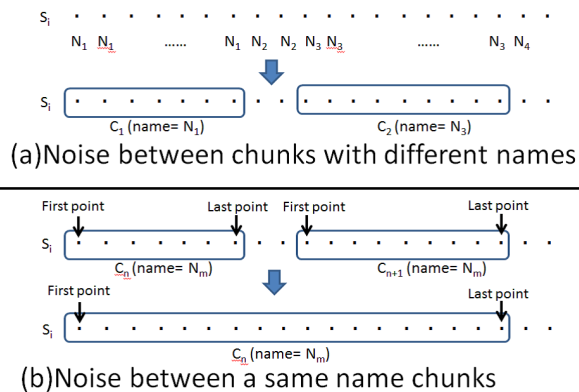 Si
N1 N1 ...... N1 N2 N2 N3 N3 ...... N3 N4
Si
C1 (name= N1) C2 (name= N3)
(a)Noise between chunks with different names
First point Last point First point Last point
Si
Cn (name= Nm) Cn+1 (name= Nm)
First point Last point
Si
Cn (name= Nm)
(b)Noise between a same name chunks